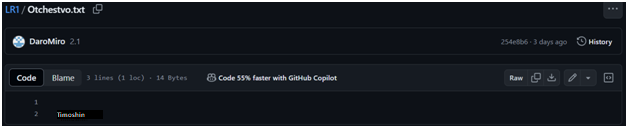 LR1 / Otchestvo.txt
DaroMiro 2.1 254e8b6 · 3 days ago History
Code Blame 3 lines (1 loc) · 14 Bytes Code 55% faster with GitHub Copilot Raw
1
2 Timoshin